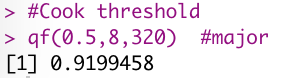 > #Cook threshold
> qf(0.5,8,320)  #major
[1] 0.9199458